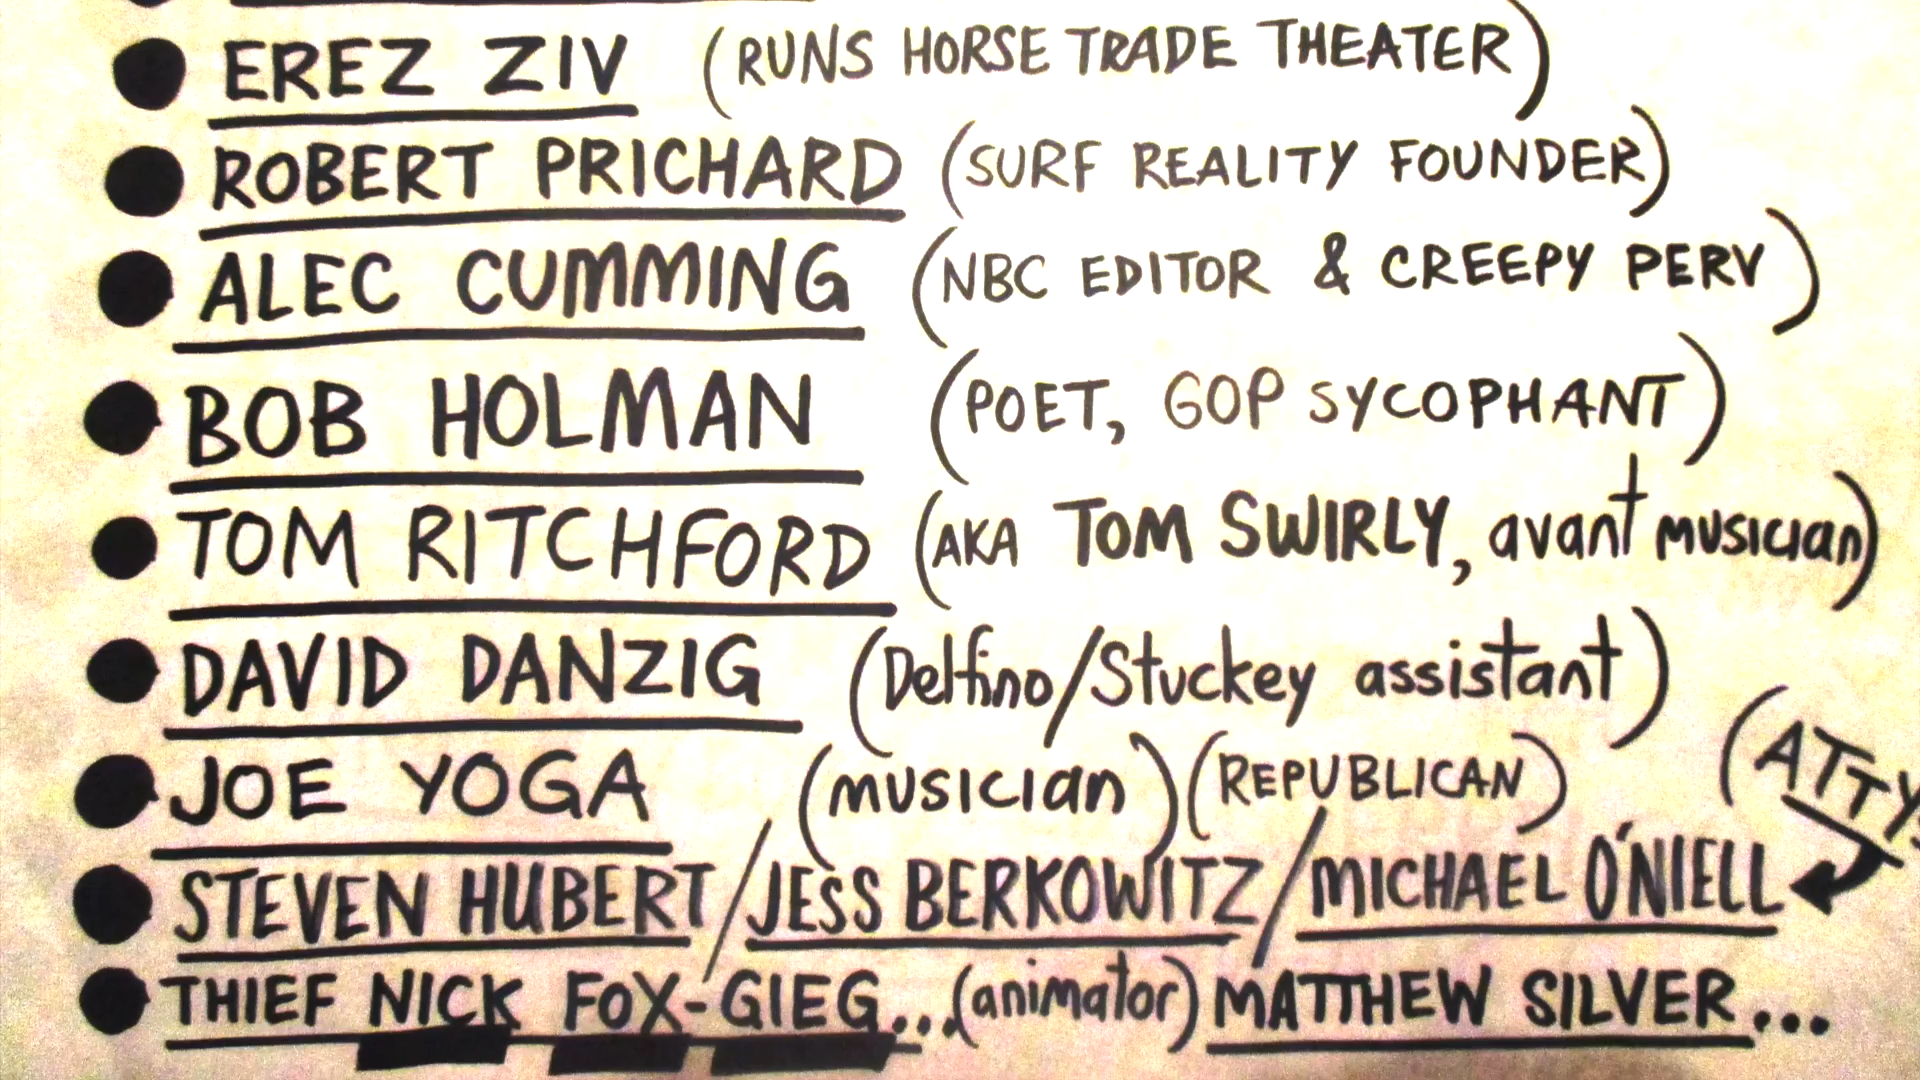 ● EREZ ZIV (RUNS HORSE TRADE THEATER)
● ROBERT PRICHARD (SURF REALITY FOUNDER)
● ALEC CUMMING (NBC EDITOR & CREEPY PERV)
● BOB HOLMAN (POET, GOP SYCOPHANT)
● TOM RITCHFORD (AKA TOM SWIRLY, avant musician)
● DAVID DANZIG (Delfino/Stuckey assistant)
● JOE YOGA (musician) (REPUBLICAN)
(ATTYS
● STEVEN HUBERT/JESS BERKOWITZ/MICHAEL O'NIELL
● THIEF NICK FOX-GIEG...(animator) MATTHEW SILVER...